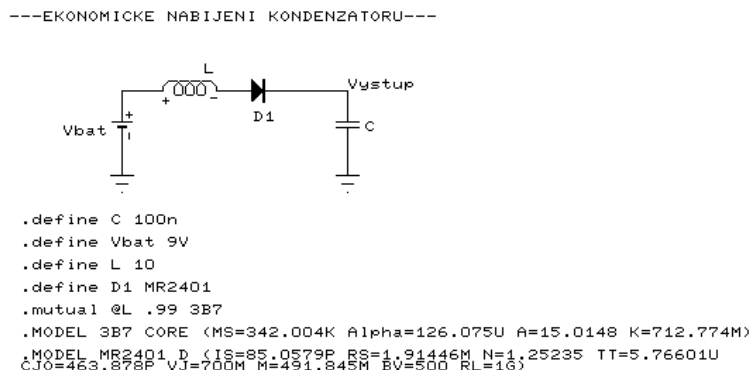 ---EKONOMICKE NABIJENI KONDENZATORU---
L
Vystup
+ -
D1
+
Vbat
C
.define C 100n
.define Vbat 9V
.define L 10
.define D1 MR2401
.mutual @L .99 3B7
.MODEL 3B7 CORE (MS=342.004K Alpha=126.075U A=15.0148 K=712.774M)
.MODEL MR2401 D (IS=85.0579P RS=1.91446M N=1.25235 TT=5.76601U
CJO=463.878P VJ=700M M=491.845M BV=500 RL=1G)